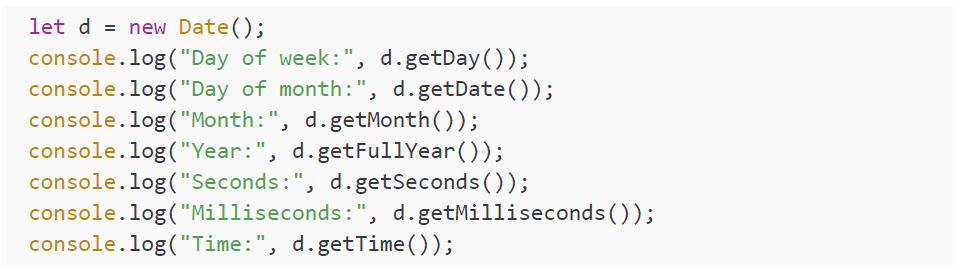 let d = new Date();
console.log("Day of week:", d.getDay());
console.log("Day of month:", d.getDate());
console.log("Month:", d.getMonth());
console.log("Year:", d.getFullYear());
console.log("Seconds:", d.getSeconds());
console.log("Milliseconds:", d.getMilliseconds());
console.log("Time:", d.getTime());